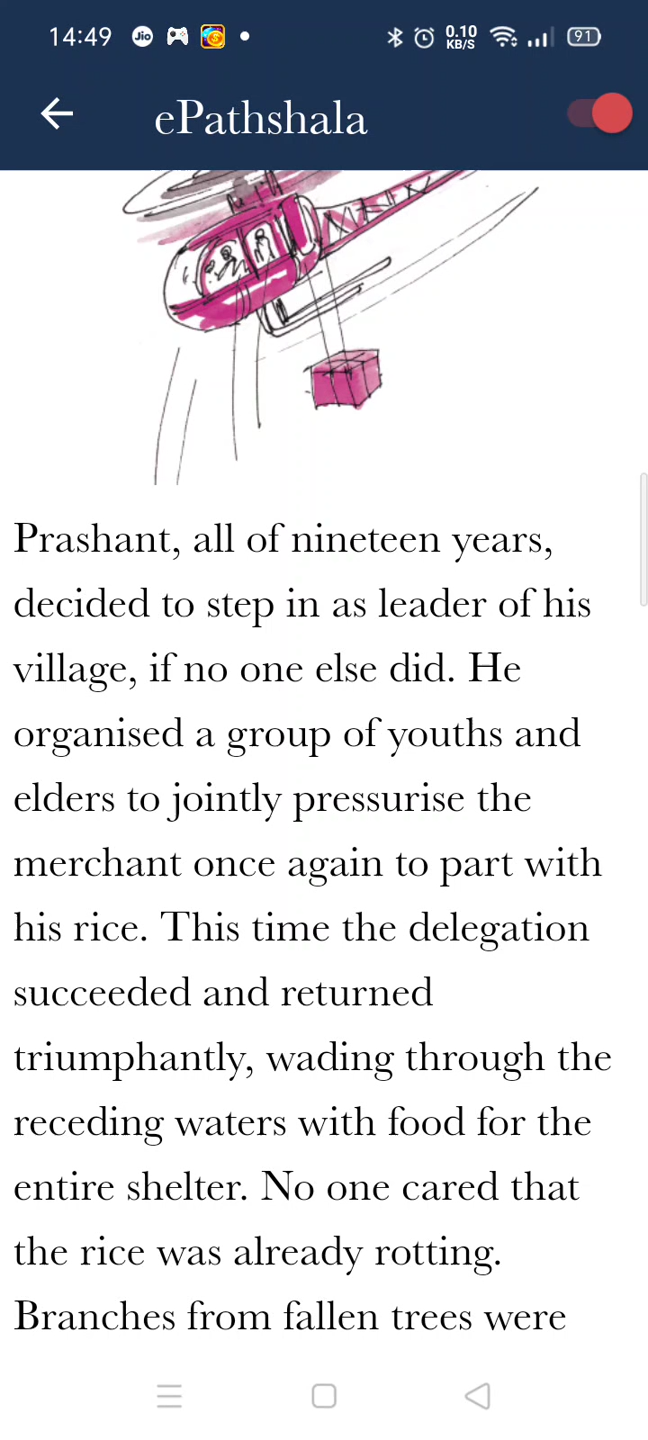 14:49
Jio
0.10
KB/S
91
ePathshala
Prashant, all of nineteen years,
decided to step in as leader of his
village, if no one else did. He
organised a group of youths and
elders to jointly pressurise the
merchant once again to part with
his rice. This time the delegation
succeeded and returned
triumphantly, wading through the
receding waters with food for the
entire shelter. No one cared that
the rice was already rotting.
Branches from fallen trees were